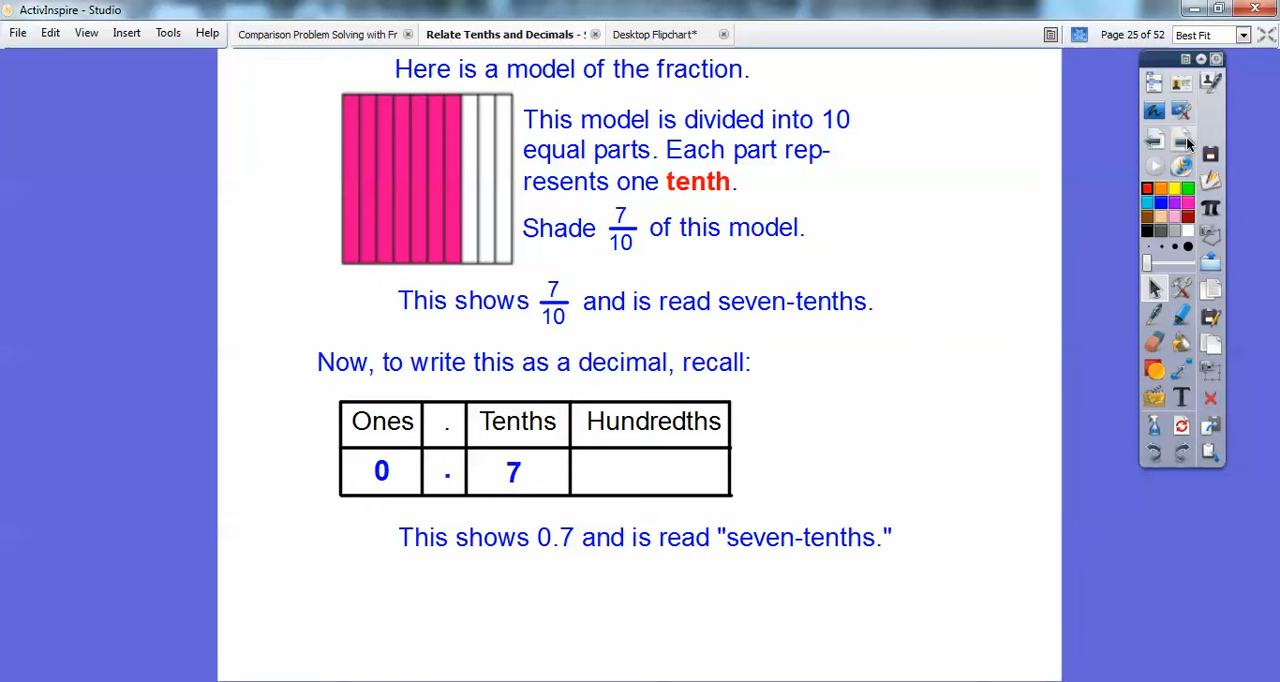 ActivInspire - Studio
File Edit View Insert Tools Help
Comparison Problem Solving with Fr
Relate Tenths and Decimals - S
Desktop Flipchart*
Page 25 of 52
Best Fit
Here is a model of the fraction.
This model is divided into 10
equal parts. Each part rep-
resents one tenth.
Shade 7/10 of this model.
This shows 7/10 and is read seven-tenths.
Now, to write this as a decimal, recall:
Ones . Tenths Hundredths
0 . 7
This shows 0.7 and is read "seven-tenths."